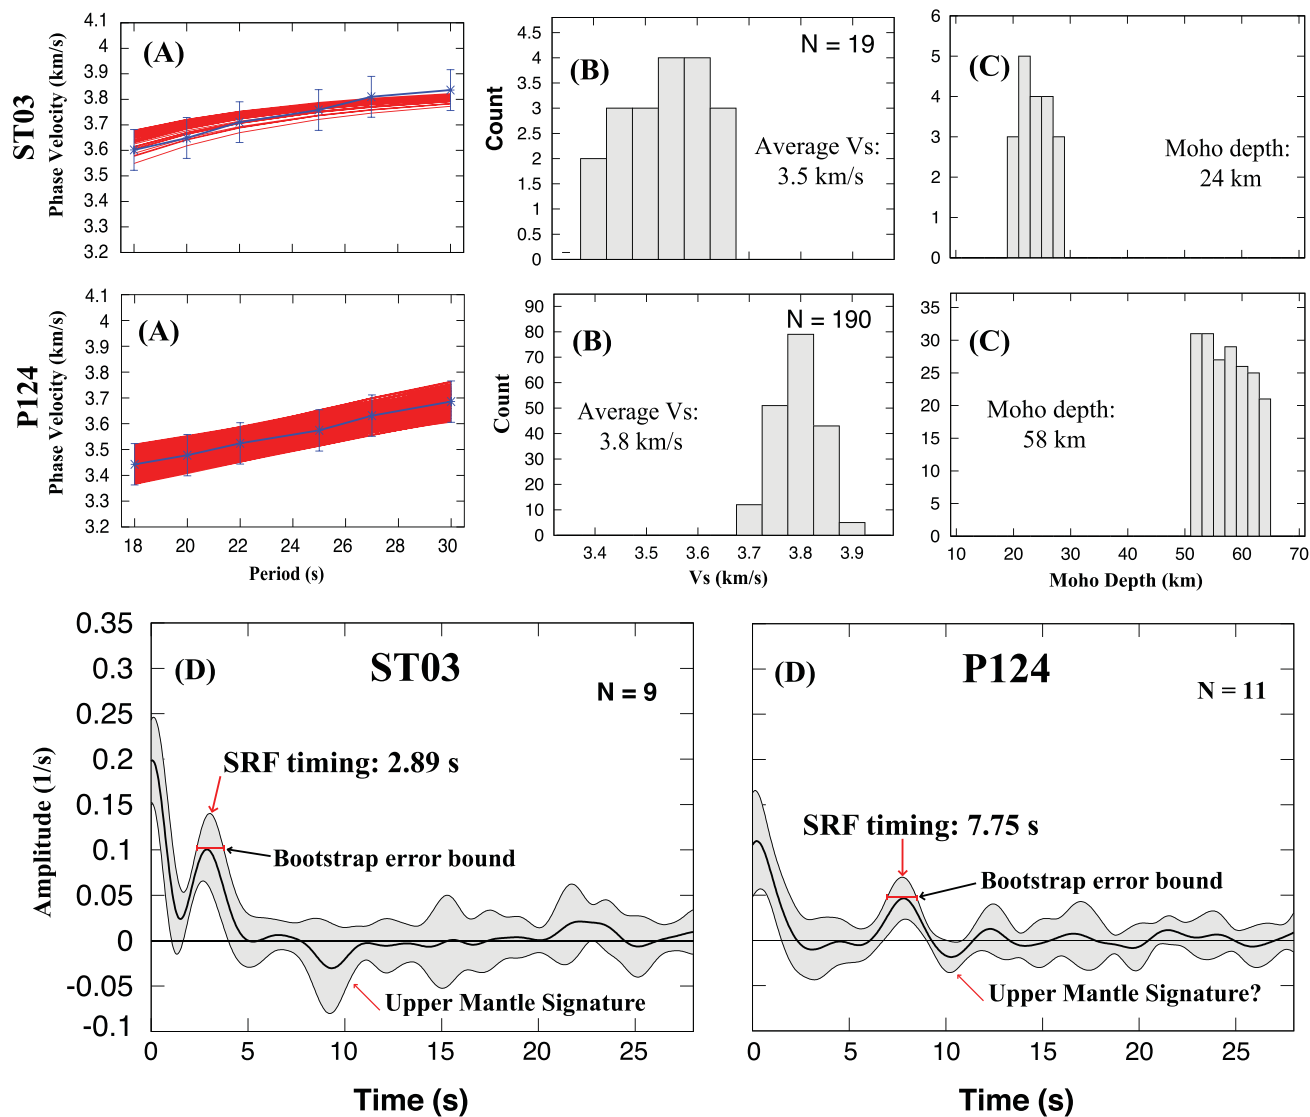 ST03
Phase Velocity (km/s)
4.1
4
3.9
3.8
3.7
3.6
3.5
3.4
3.3
3.2
(A)
Count
4.5
4
3.5
3
2.5
2
1.5
1
0.5
0
(B)
N = 19
Average Vs:
3.5 km/s
6
5
4
3
2
1
0
(C)
Moho depth:
24 km
P124
Phase Velocity (km/s)
4.1
4
3.9
3.8
3.7
3.6
3.5
3.4
3.3
3.2
(A)
18 20 22 24 26 28 30
Period (s)
Count
90
80
70
60
50
40
30
20
10
0
(B)
N = 190
Average Vs:
3.8 km/s
3.4 3.5 3.6 3.7 3.8 3.9
Vs (km/s)
35
30
25
20
15
10
5
0
(C)
Moho depth:
58 km
10 20 30 40 50 60 70
Moho Depth (km)
Amplitude (1/s)
0.35
0.3
0.25
0.2
0.15
0.1
0.05
0
-0.05
-0.1
(D)
ST03
N = 9
SRF timing: 2.89 s
Bootstrap error bound
Upper Mantle Signature
0 5 10 15 20 25
Time (s)
(D)
P124
N = 11
SRF timing: 7.75 s
Bootstrap error bound
Upper Mantle Signature?
0 5 10 15 20 25
Time (s)